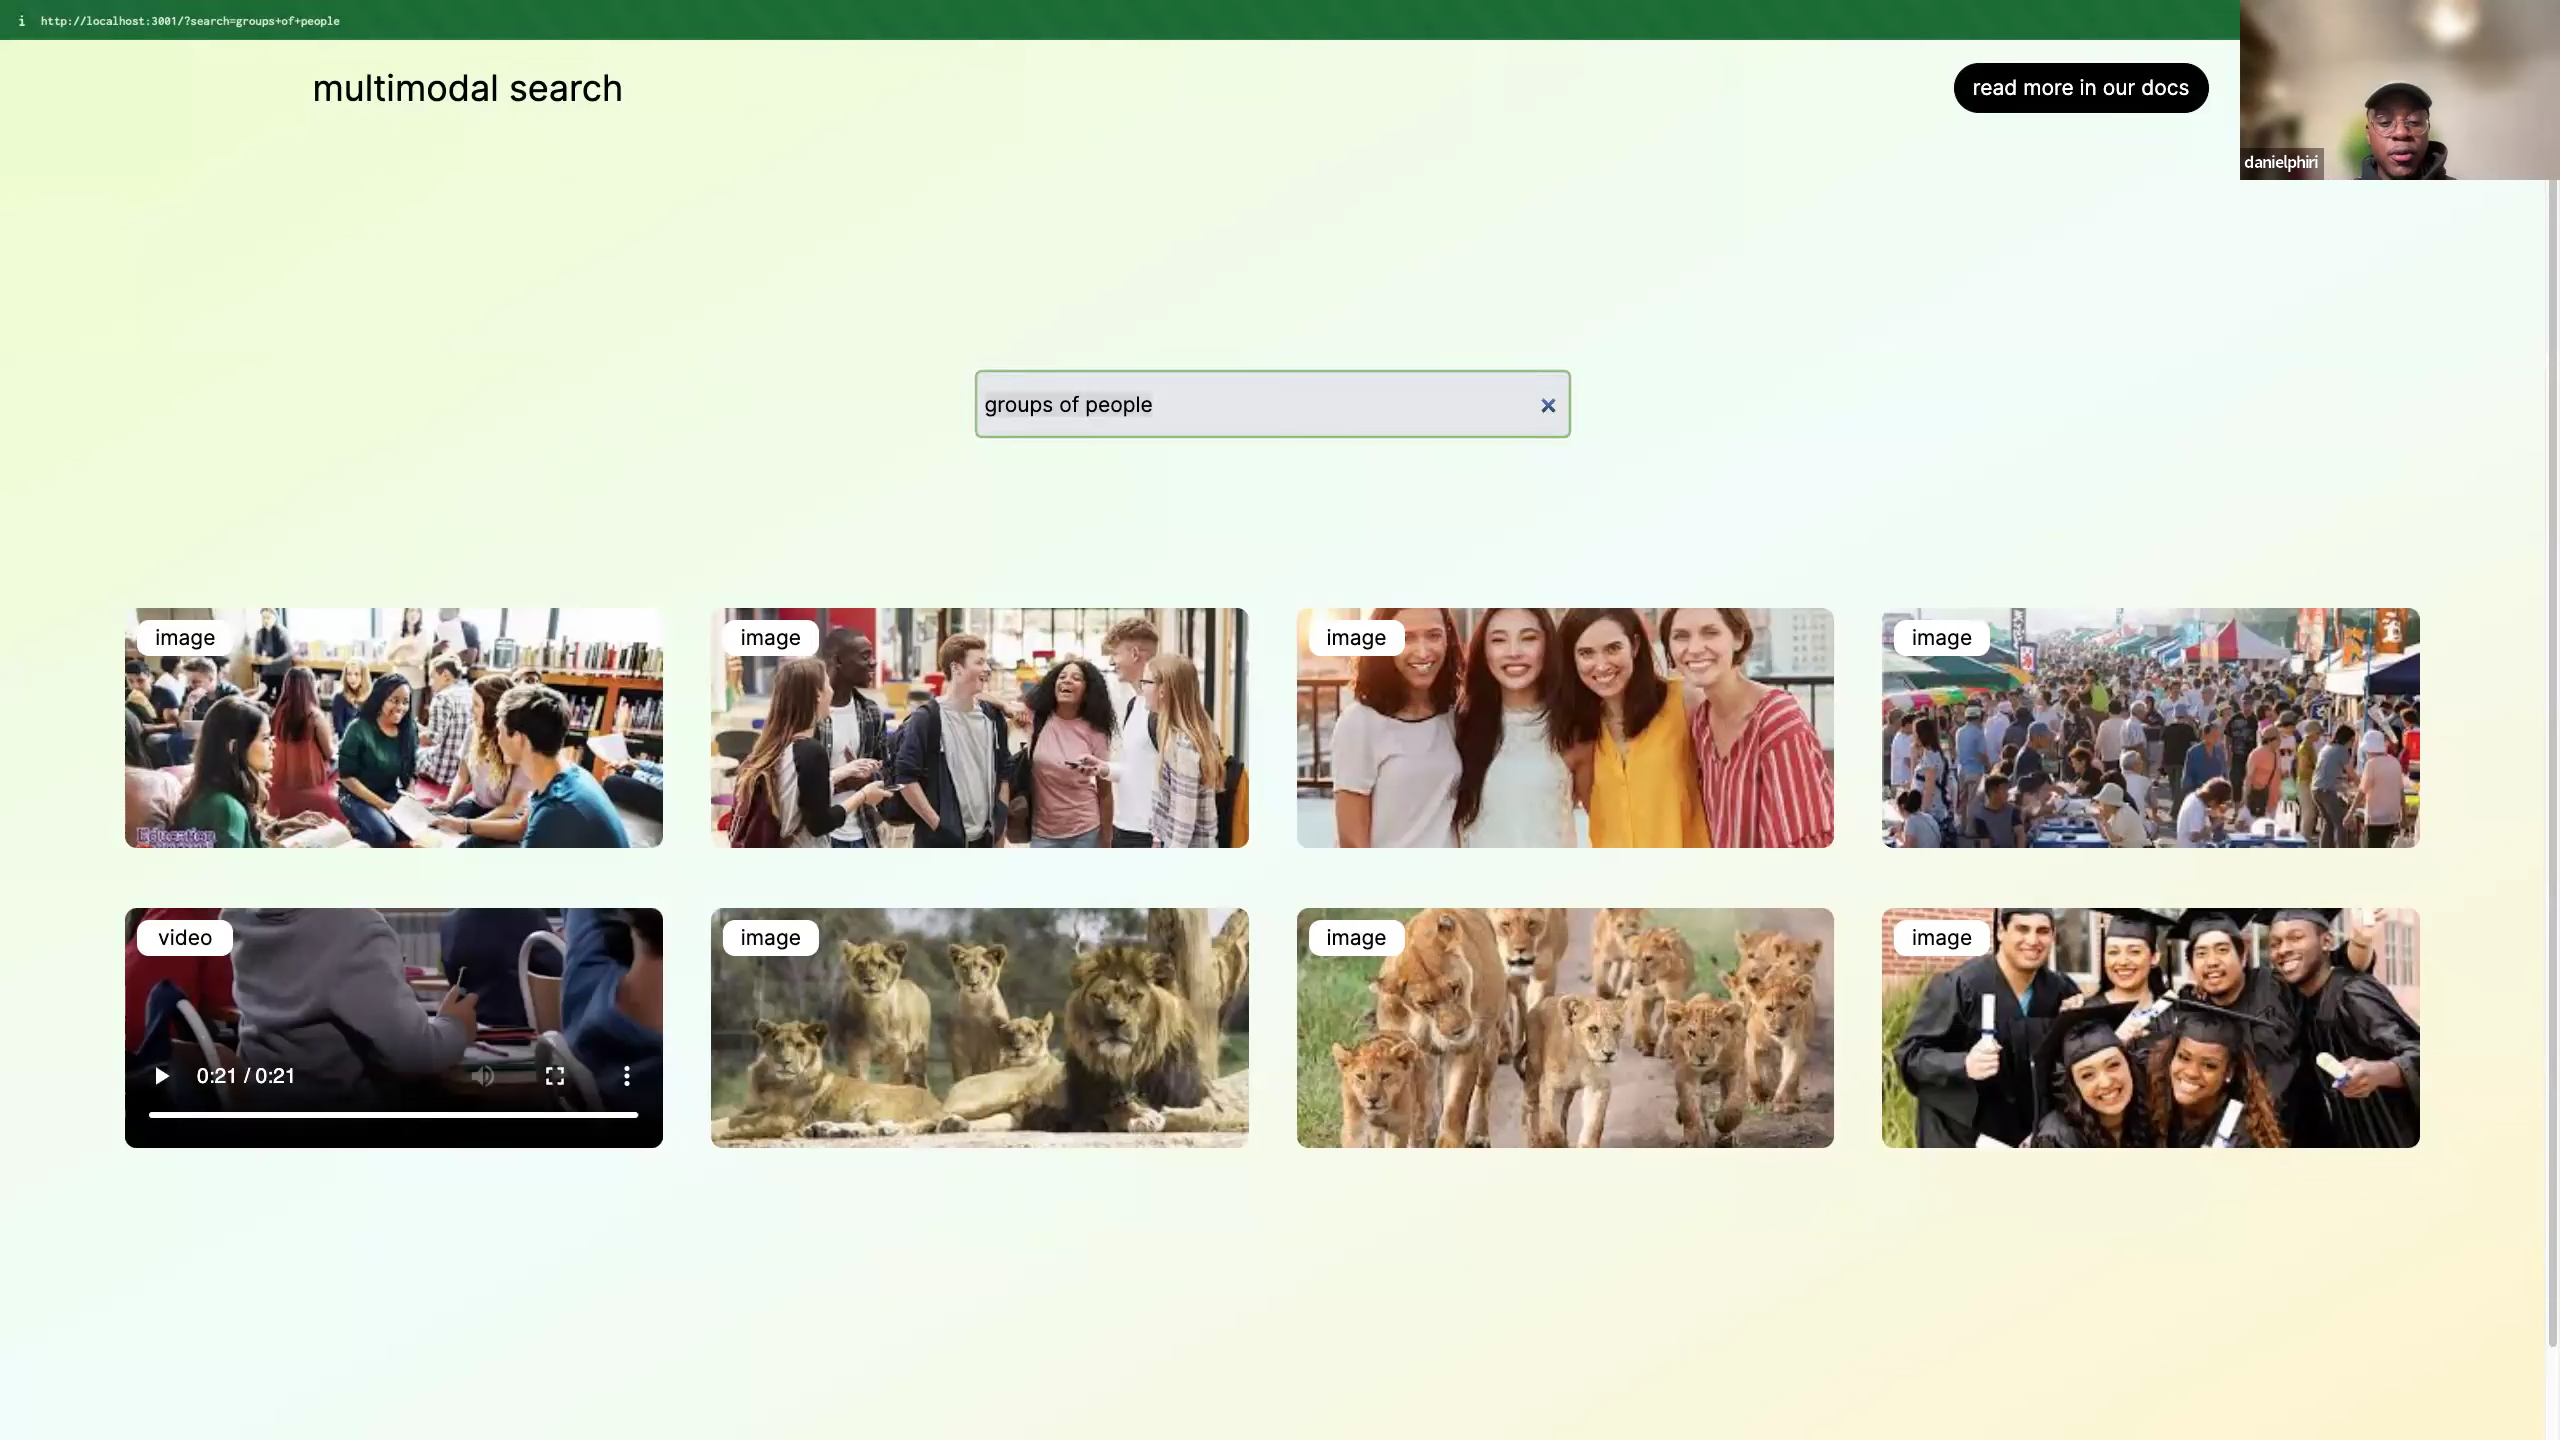 i http://localhost:3001/?search=groups+of+people
multimodal search
read more in our docs
danielphiri
groups of people
image
image
image
image
Education
video
image
image
image
0:21 / 0:21